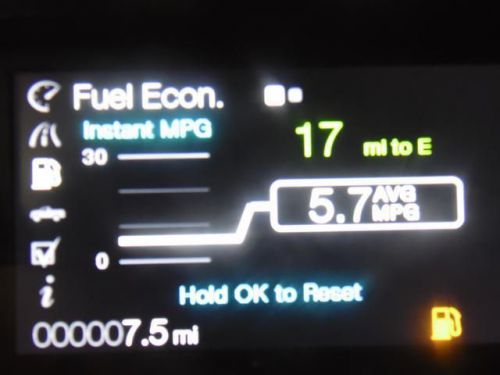 Fuel Econ.
Instant MPG
30
17 mi to E
5.7 AVG MPG
0
Hold OK to Reset
000007.5 mi